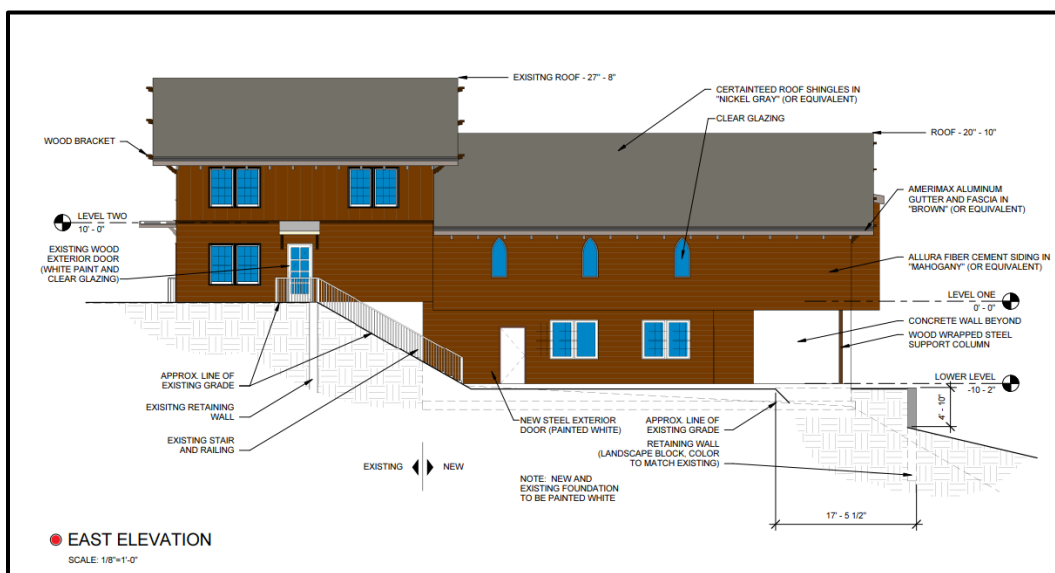 EXISITNG ROOF - 27" - 8"
CERTAINTEED ROOF SHINGLES IN
"NICKEL GRAY" (OR EQUIVALENT)
CLEAR GLAZING
ROOF - 20" - 10"
WOOD BRACKET
AMERIMAX ALUMINUM
GUTTER AND FASCIA IN
"BROWN" (OR EQUIVALENT)
LEVEL TWO
10' - 0"
EXISTING WOOD
EXTERIOR DOOR
(WHITE PAINT AND
CLEAR GLAZING)
ALLURA FIBER CEMENT SIDING IN
"MAHOGANY" (OR EQUIVALENT)
LEVEL ONE
0' - 0"
CONCRETE WALL BEYOND
WOOD WRAPPED STEEL
SUPPORT COLUMN
LOWER LEVEL
-10 - 2"
4' - 10"
APPROX. LINE OF
EXISTING GRADE
EXISITNG RETAINING
WALL
EXISTING STAIR
AND RAILING
NEW STEEL EXTERIOR
DOOR (PAINTED WHITE)
APPROX. LINE OF
EXISTING GRADE
RETAINING WALL
(LANDSCAPE BLOCK, COLOR
TO MATCH EXISTING)
EXISTING NEW
NOTE: NEW AND
EXISTING FOUNDATION
TO BE PAINTED WHITE
17' - 5 1/2"
EAST ELEVATION
SCALE: 1/8"=1'-0"